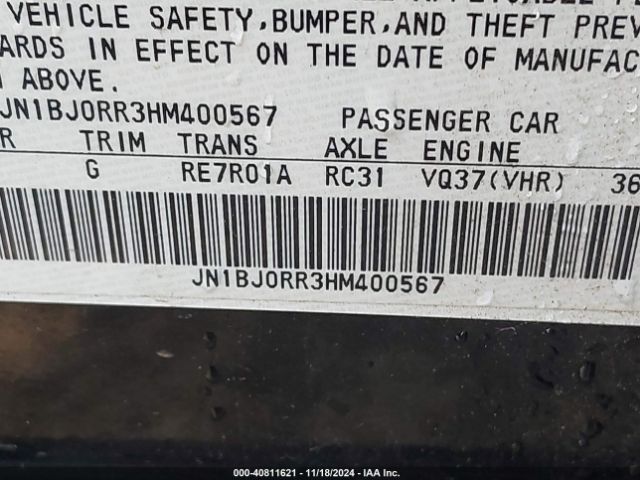 VEHICLE SAFETY, BUMPER, AND THEFT PREV
ARDS IN EFFECT ON THE DATE OF MANUFAC
ABOVE.
JN1BJ0RR3HM400567 PASSENGER CAR
R TRIM TRANS AXLE ENGINE
G RE7R01A RC31 VQ37(VHR) 36
JN1BJ0RR3HM400567
000-40811621 - 11/18/2024 - IAA Inc.